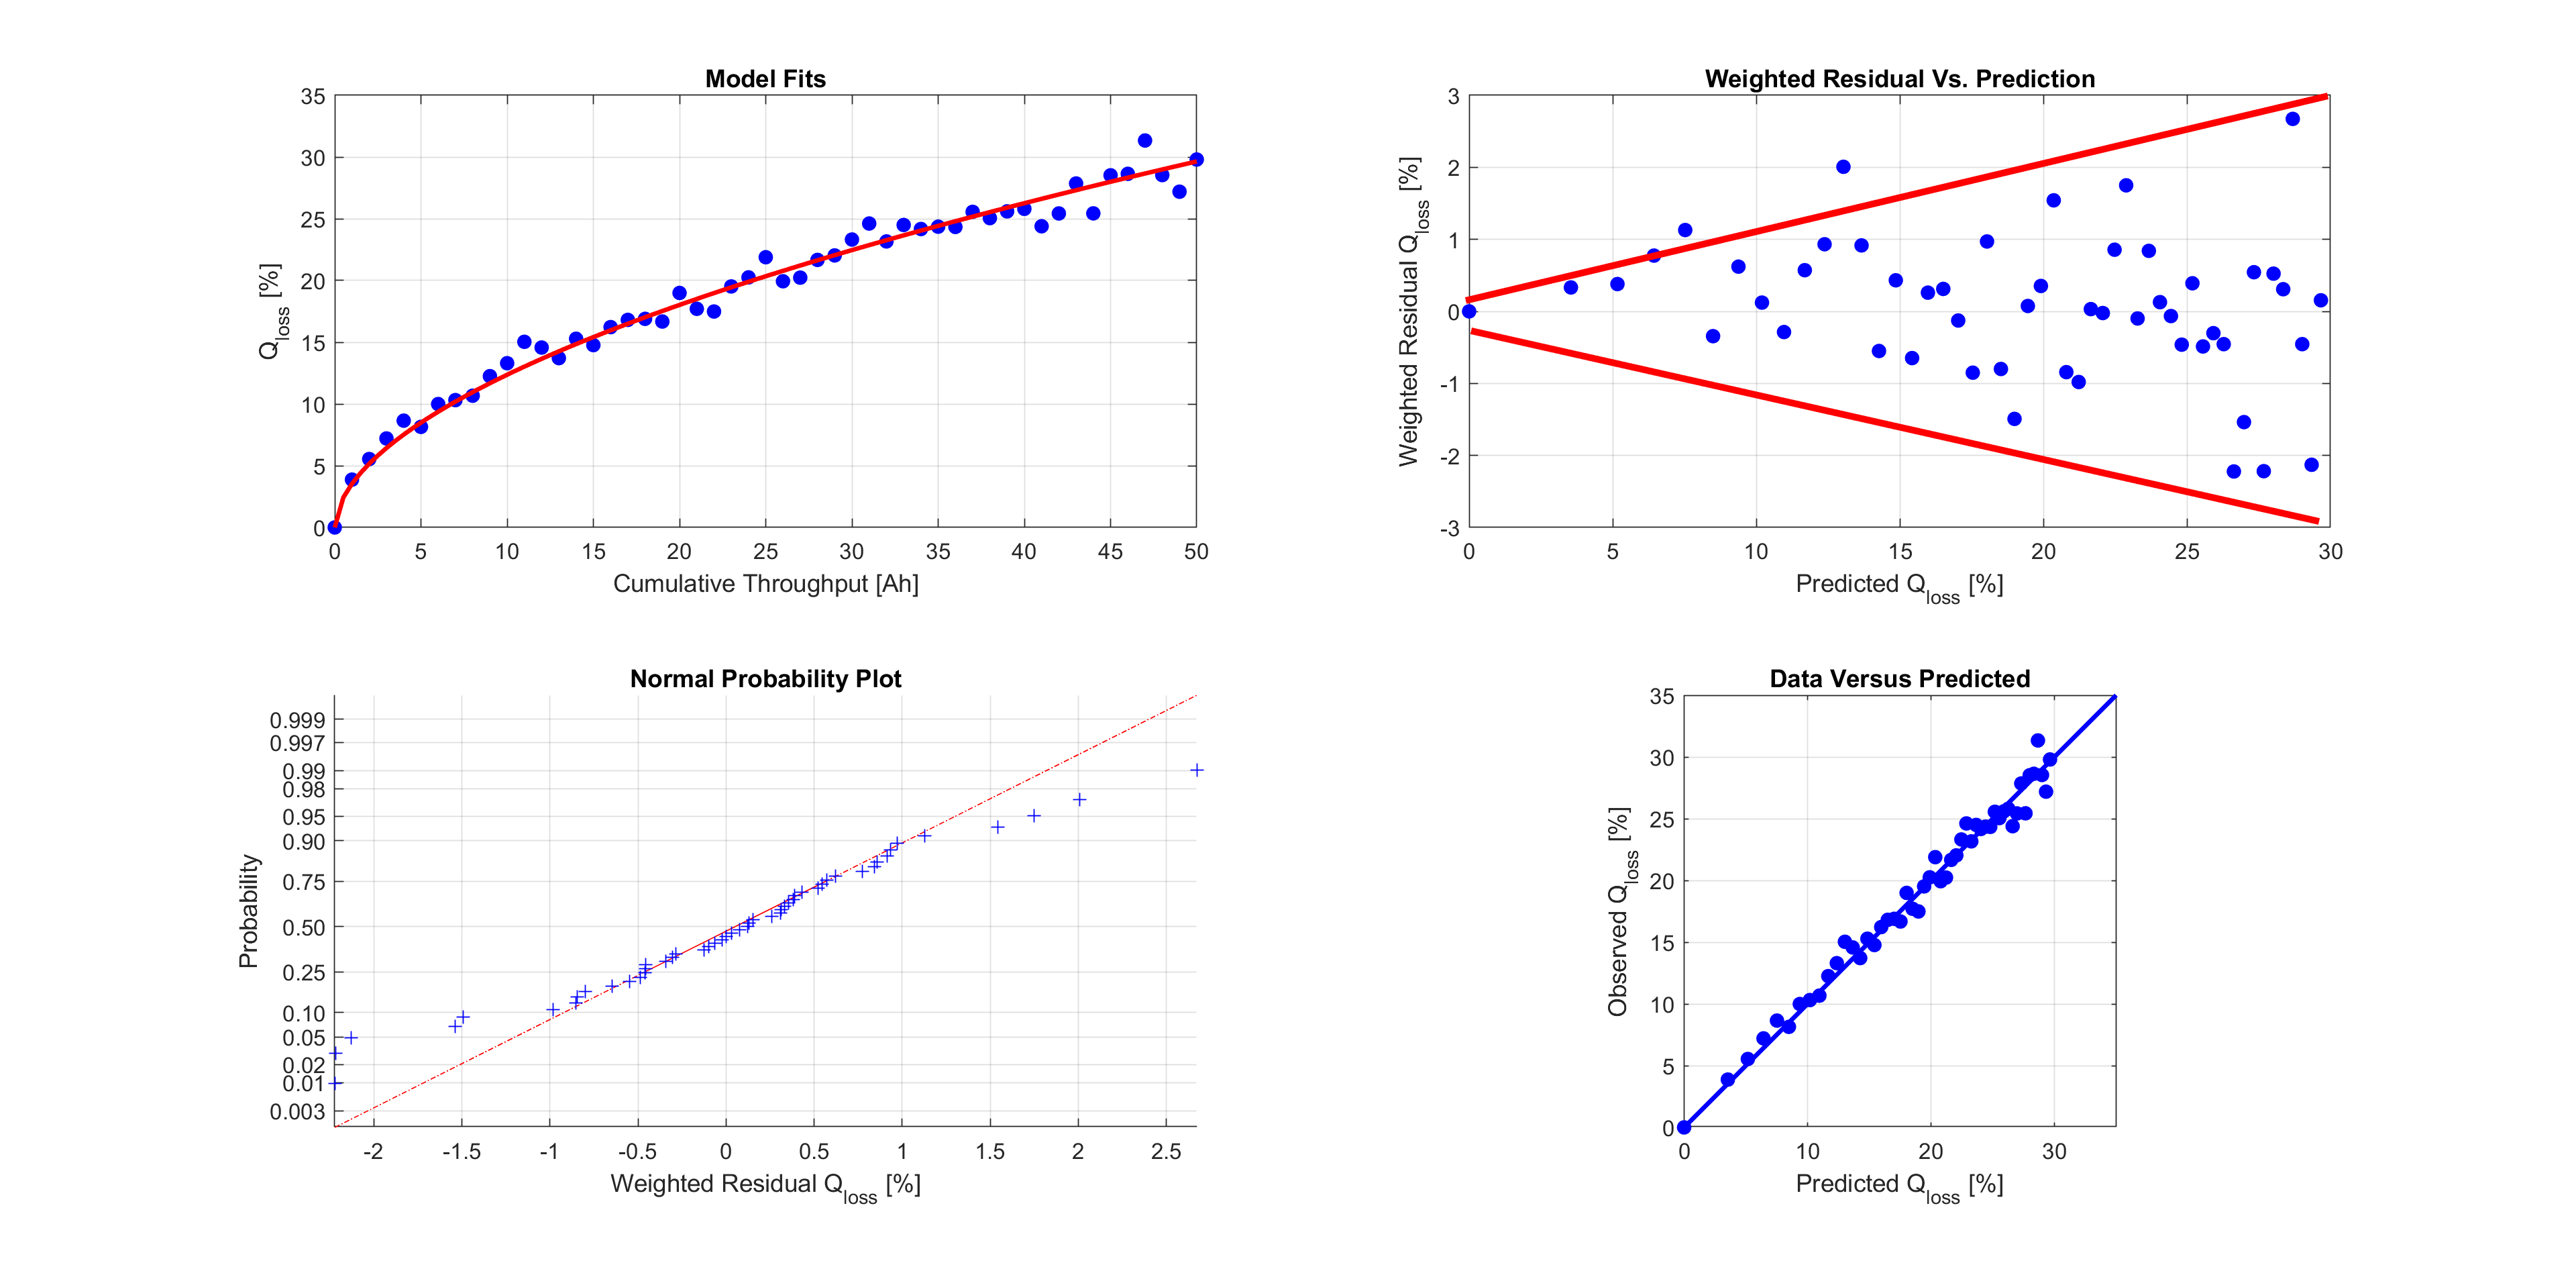 Model Fits
35
30
25
20
15
10
5
0
Q_loss [%]
0 5 10 15 20 25 30 35 40 45 50
Cumulative Throughput [Ah]
Weighted Residual Vs. Prediction
3
2
1
0
-1
-2
-3
Weighted Residual Q_loss [%]
0 5 10 15 20 25 30
Predicted Q_loss [%]
Normal Probability Plot
0.999
0.997
0.99
0.98
0.95
0.90
0.75
0.50
0.25
0.10
0.05
0.02
0.01
0.003
Probability
-2 -1.5 -1 -0.5 0 0.5 1 1.5 2 2.5
Weighted Residual Q_loss [%]
Data Versus Predicted
35
30
25
20
15
10
5
0
Observed Q_loss [%]
0 10 20 30
Predicted Q_loss [%]